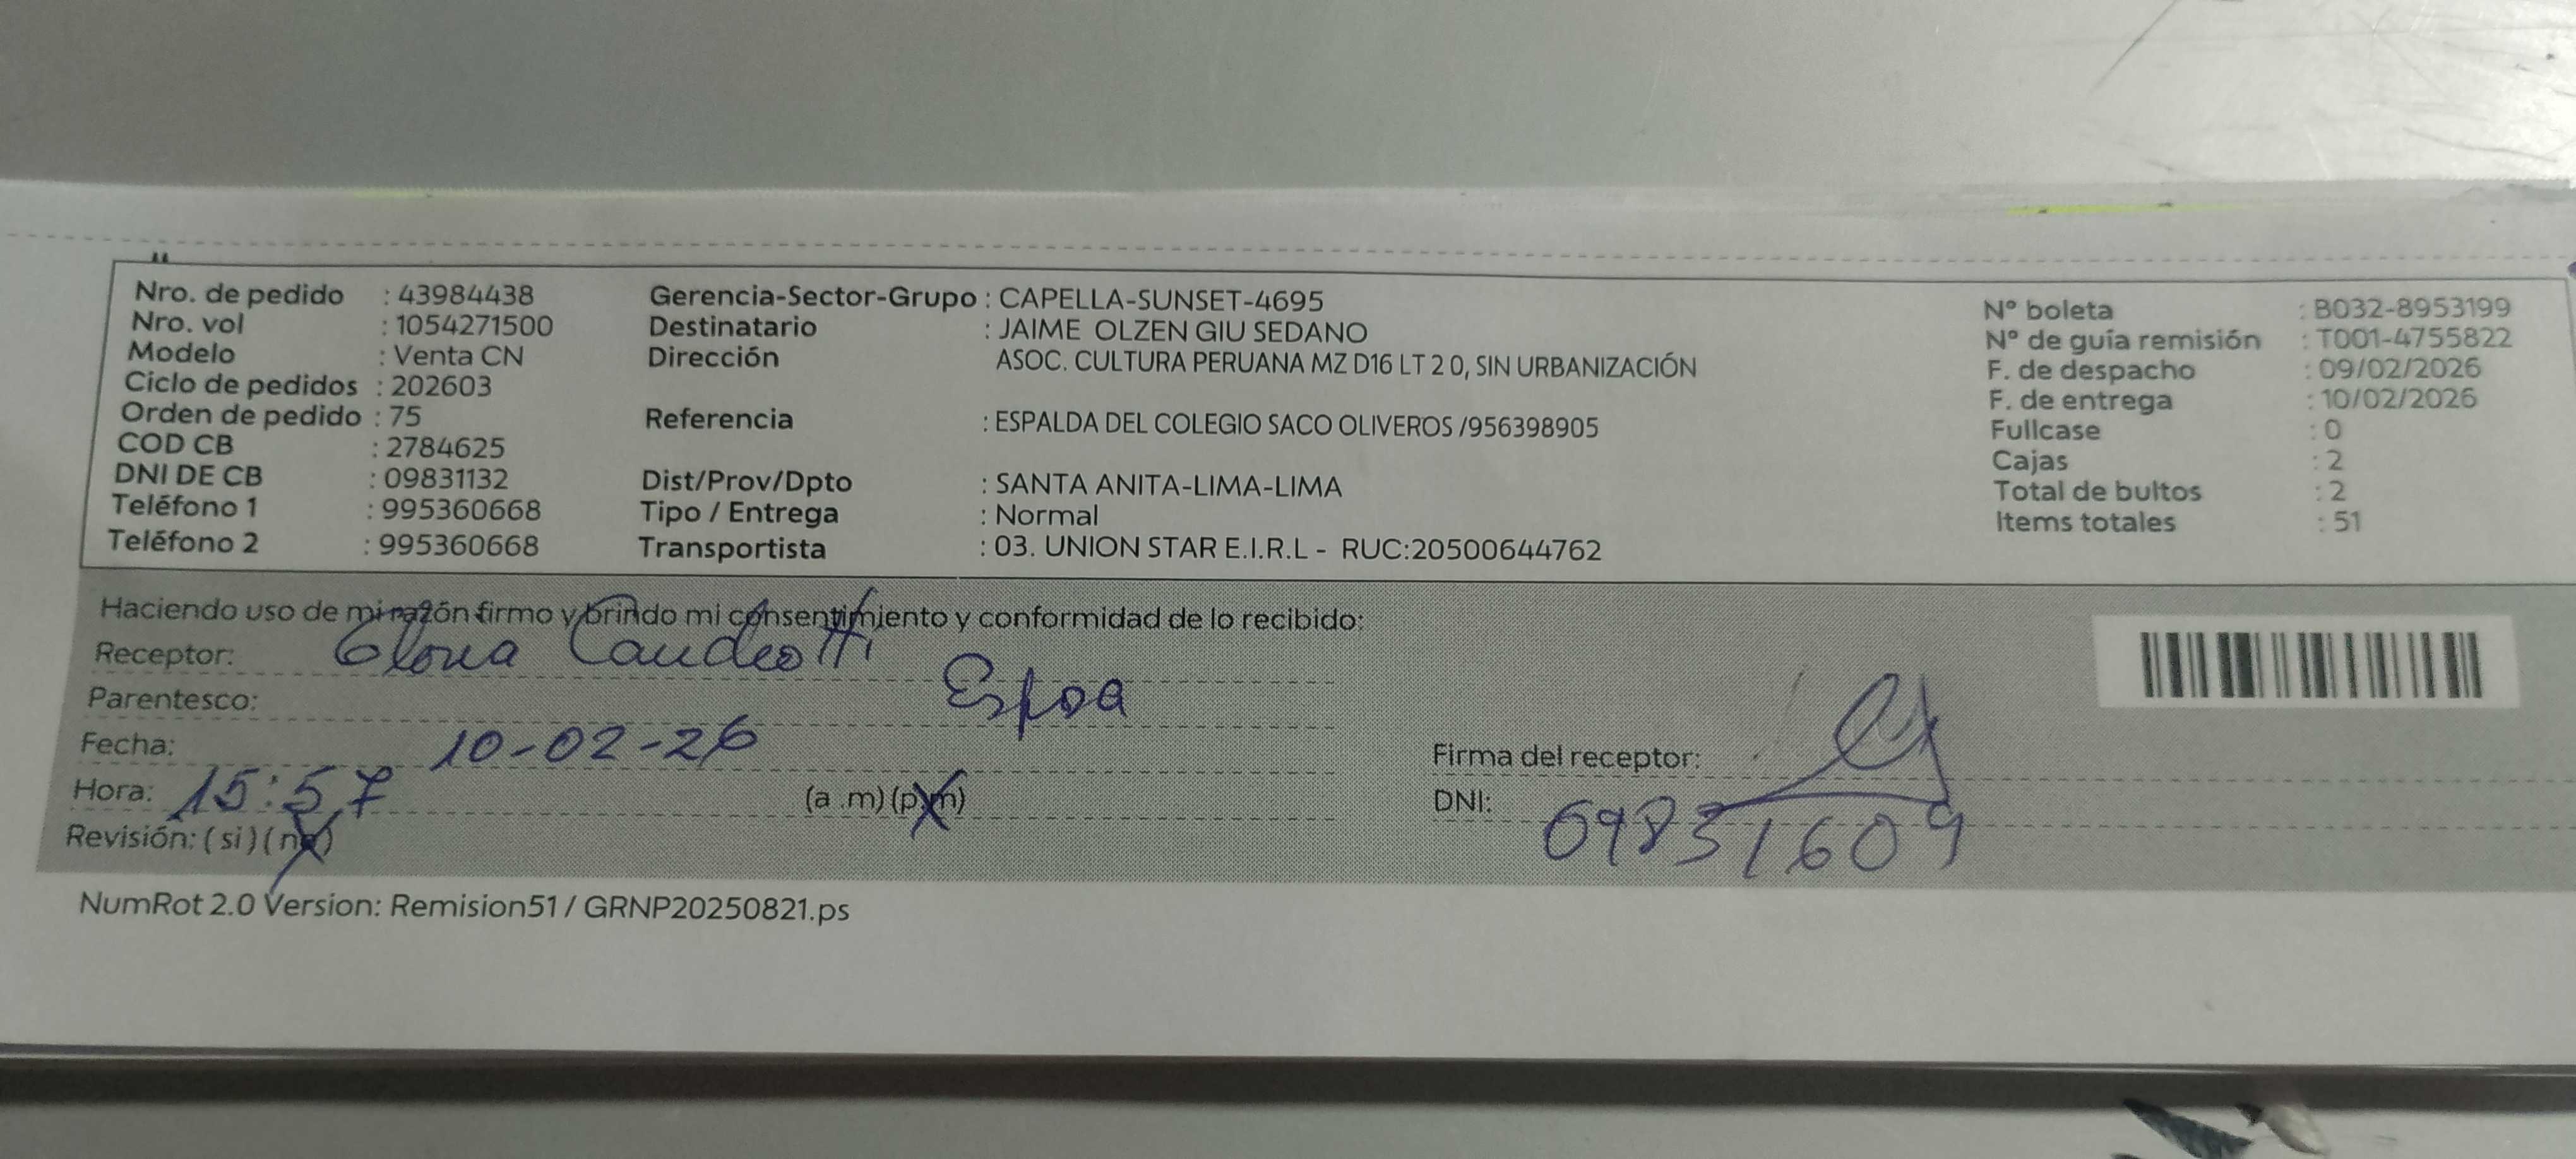 Nro. de pedido : 43984438
Nro. vol : 1054271500
Modelo : Venta CN
Ciclo de pedidos : 202603
Orden de pedido : 75
COD CB : 2784625
DNI DE CB : 09831132
Teléfono 1 : 995360668
Teléfono 2 : 995360668
Gerencia-Sector-Grupo : CAPELLA-SUNSET-4695
Destinatario : JAIME OLZEN GIU SEDANO
Dirección ASOC. CULTURA PERUANA MZ D16 LT 2 0, SIN URBANIZACIÓN
Referencia : ESPALDA DEL COLEGIO SACO OLIVEROS /956398905
Dist/Prov/Dpto : SANTA ANITA-LIMA-LIMA
Tipo / Entrega : Normal
Transportista : 03. UNION STAR E.I.R.L - RUC:20500644762
N° boleta : B032-8953199
N° de guía remisión : T001-4755822
F. de despacho : 09/02/2026
F. de entrega : 10/02/2026
Fullcase : 0
Cajas : 2
Total de bultos : 2
Items totales : 51
Haciendo uso de mi razón firmo y brindo mi consentimiento y conformidad de lo recibido:
Receptor: Gloria
Parentesco: Espoa
Fecha: 10-02-26
Hora: 15:57 (a .m) (p.m)
Revisión: ( si ) ( no )
Firma del receptor:
DNI: 09831609
NumRot 2.0 Version: Remision51 / GRNP20250821.ps